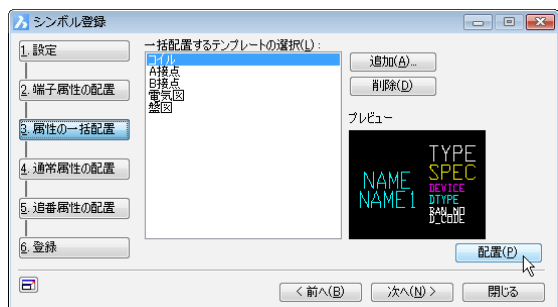 シンボル登録
1. 設定
2. 端子属性の配置
3. 属性の一括配置
4. 通常属性の配置
5. 追番属性の配置
6. 登録
一括配置するテンプレートの選択(L):
コイル
A接点
B接点
電気図
盤図
追加(A)...
削除(D)
プレビュー
TYPE
SPEC
NAME
DEVICE
NAME1
DTYPE
BAN_NO
D_CODE
配置(P)
< 前へ(B)
次へ(N) >
閉じる